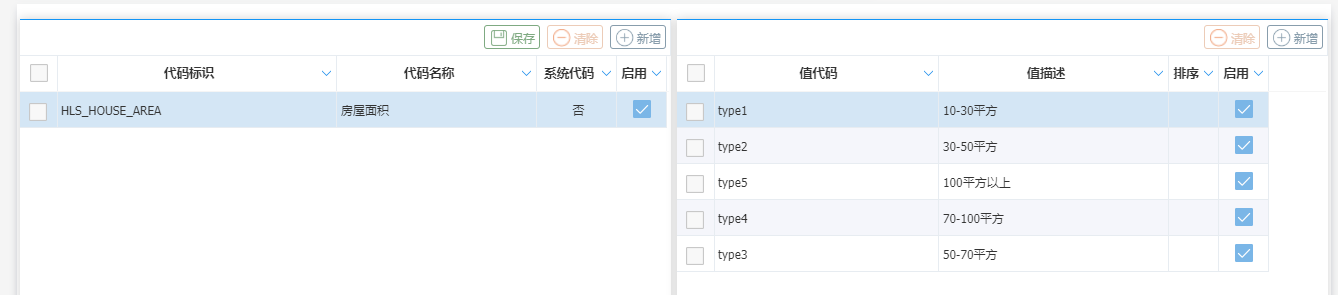 保存 清除 新增
代码标识 代码名称 系统代码 启用
HLS_HOUSE_AREA 房屋面积 否
清除 新增
值代码 值描述 排序 启用
type1 10-30平方
type2 30-50平方
type5 100平方以上
type4 70-100平方
type3 50-70平方